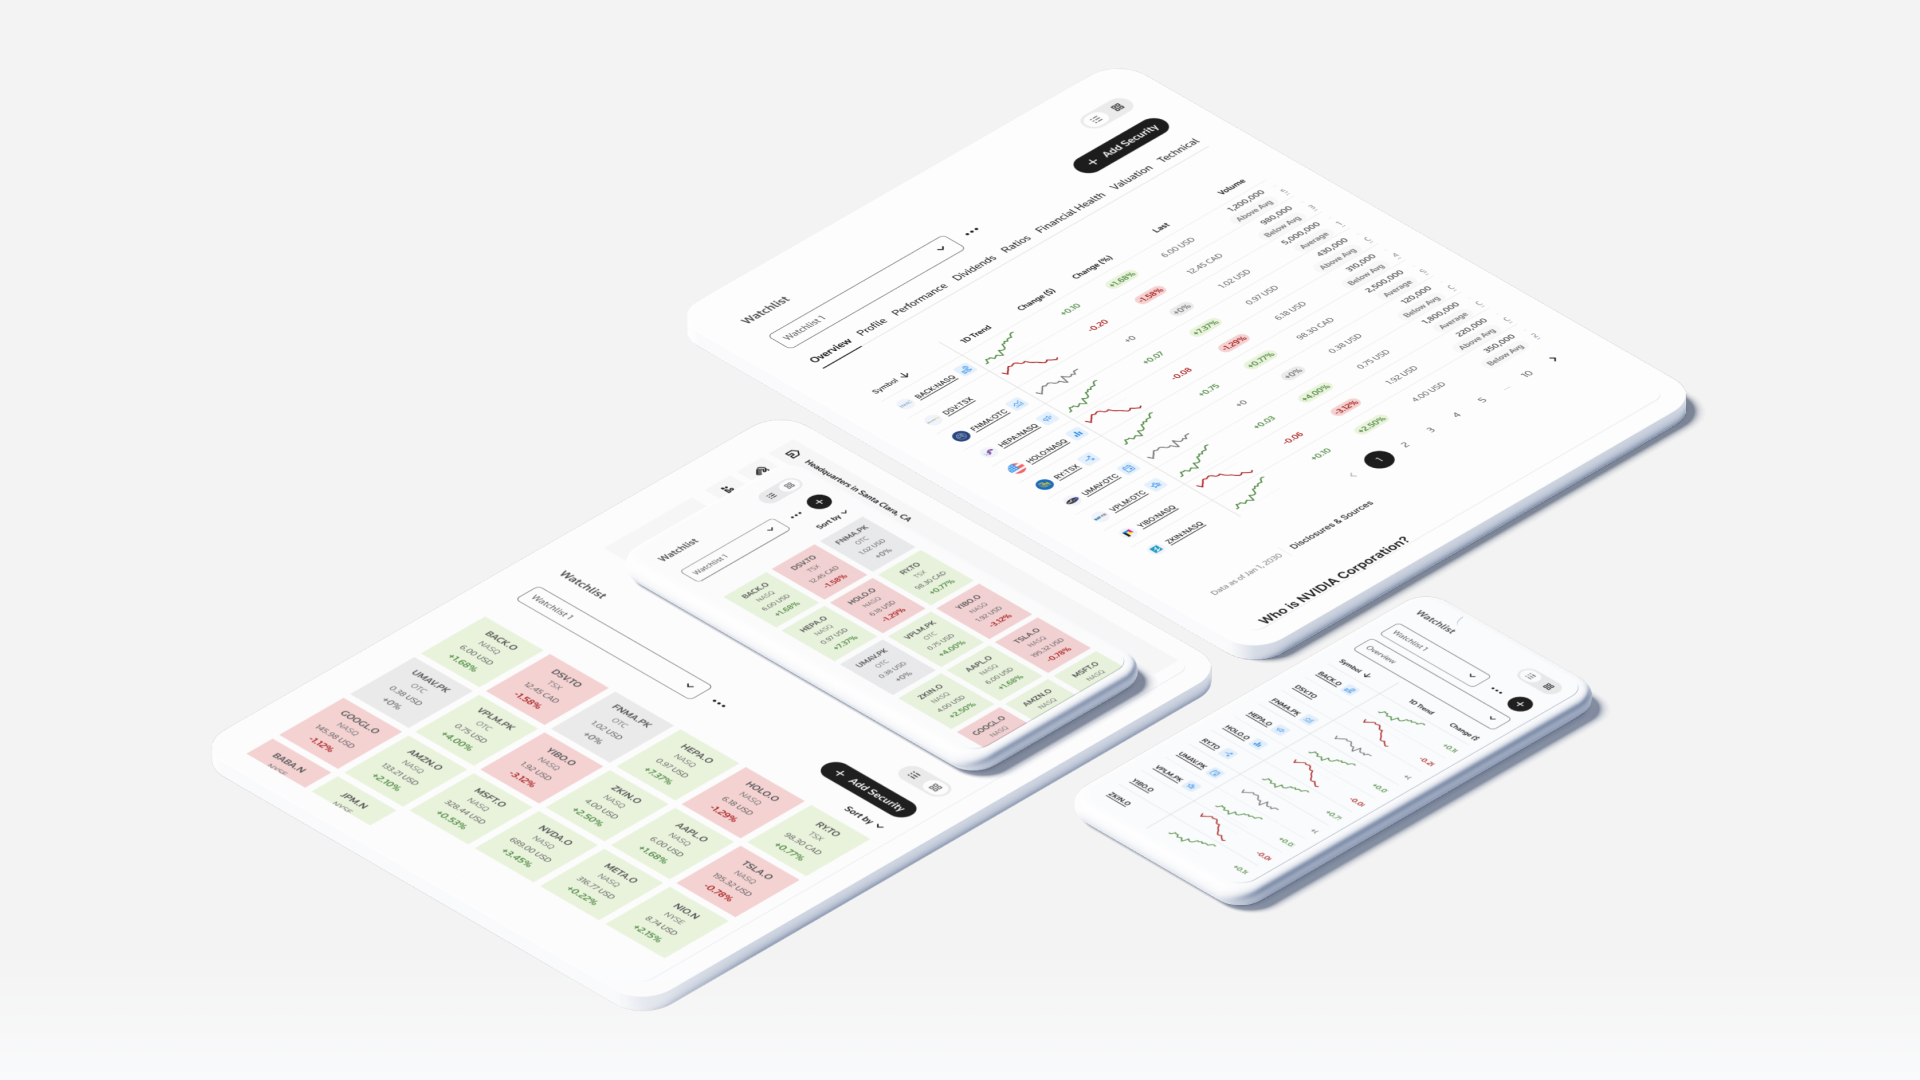 Add Security
Watchlist
Watchlist 1
Overview Profile Performance Dividends Ratios Financial Health Valuation Technical
Symbol 1D Trend Change ($) Change (%) Last Volume
BACK:NASQ +0.10 +1.68% 6.00 USD 1,200,000 Above Avg
DSV:TSX -0.20 -1.58% 12.45 CAD 980,000 Below Avg
FNMA:OTC +0 +0% 1.02 USD 5,000,000 Average
HEPA:NASQ +0.07 +7.37% 0.97 USD 430,000 Above Avg
HOLO:NASQ -0.08 -1.29% 6.18 USD 310,000 Below Avg
RY:TSX +0.75 +0.77% 98.30 CAD 2,500,000 Average
UMAV:OTC +0 +0% 0.38 USD 120,000 Below Avg
VPLM:OTC +0.03 +4.00% 0.75 USD 1,800,000 Average
YIBO:NASQ -0.06 -3.12% 1.92 USD 220,000 Above Avg
ZKIN:NASQ +0.10 +2.50% 4.00 USD 350,000 Below Avg
1 2 3 4 5 ... 10
Data as of Jan 1, 2030 Disclosures & Sources
Who is NVIDIA Corporation?
Headquarters in Santa Clara, CA
Watchlist
Watchlist 1
Sort by
BACK.O NASQ 6.00 USD +1.68%
DSV.TO TSX 12.45 CAD -1.58%
FNMA.PK OTC 1.02 USD +0%
HEPA.O NASQ 0.97 USD +7.37%
HOLO.O NASQ 6.18 USD -1.29%
RY.TO TSX 98.30 CAD +0.77%
UMAV.PK OTC 0.38 USD +0%
VPLM.PK OTC 0.75 USD +4.00%
YIBO.O NASQ 1.92 USD -3.12%
ZKIN.O NASQ 4.00 USD +2.50%
AAPL.O NASQ 6.00 USD +1.68%
TSLA.O NASQ 195.32 USD -0.78%
GOOGL.O NASQ
AMZN.O NASQ
MSFT.O NASQ
Watchlist
Watchlist 1
Add Security
Sort by
BACK.O NASQ 6.00 USD +1.68%
DSV.TO TSX 12.45 CAD -1.58%
FNMA.PK OTC 1.02 USD +0%
HEPA.O NASQ 0.97 USD +7.37%
HOLO.O NASQ 6.18 USD -1.29%
RY.TO TSX 98.30 CAD +0.77%
UMAV.PK OTC 0.38 USD +0%
VPLM.PK OTC 0.75 USD +4.00%
YIBO.O NASQ 1.92 USD -3.12%
ZKIN.O NASQ 4.00 USD +2.50%
AAPL.O NASQ 6.00 USD +1.68%
TSLA.O NASQ 195.32 USD -0.78%
GOOGL.O NASQ 145.98 USD -1.12%
AMZN.O NASQ 133.21 USD +2.10%
MSFT.O NASQ 328.44 USD +0.53%
NVDA.O NASQ 689.00 USD +3.45%
META.O NASQ 316.77 USD +0.22%
NIO.N NYSE 8.74 USD +2.15%
BABA.N NYSE
JPM.N NYSE
Watchlist
Watchlist 1
Overview
Symbol 1D Trend Change ($
BACK.O
DSV.TO
FNMA.PK
HEPA.O
HOLO.O
RY.TO
UMAV.PK
VPLM.PK
YIBO.O
ZKIN.O